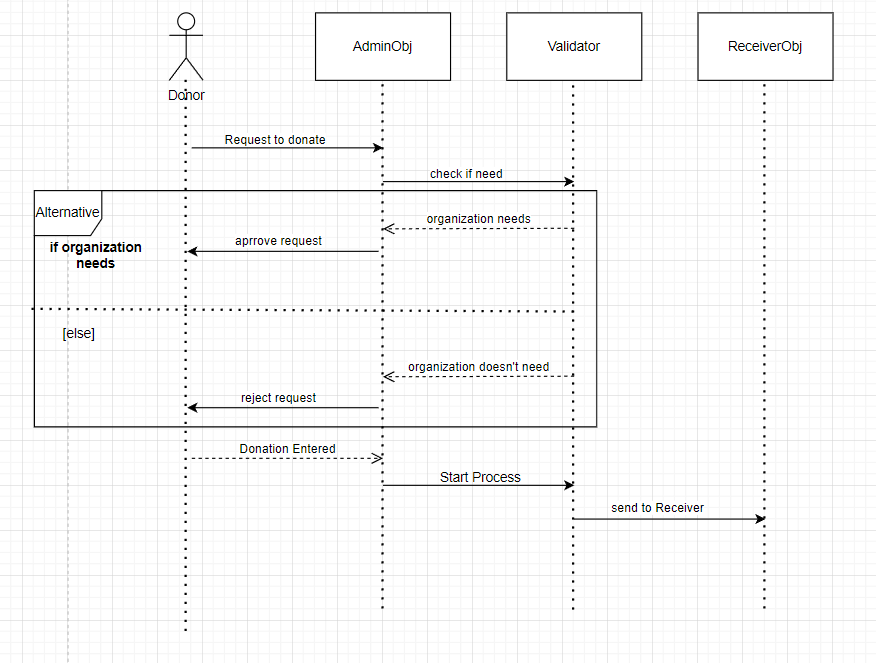 AdminObj
Validator
ReceiverObj
Donor
Request to donate
check if need
Alternative
organization needs
if organization
needs
aprrove request
[else]
organization doesn't need
reject request
Donation Entered
Start Process
send to Receiver